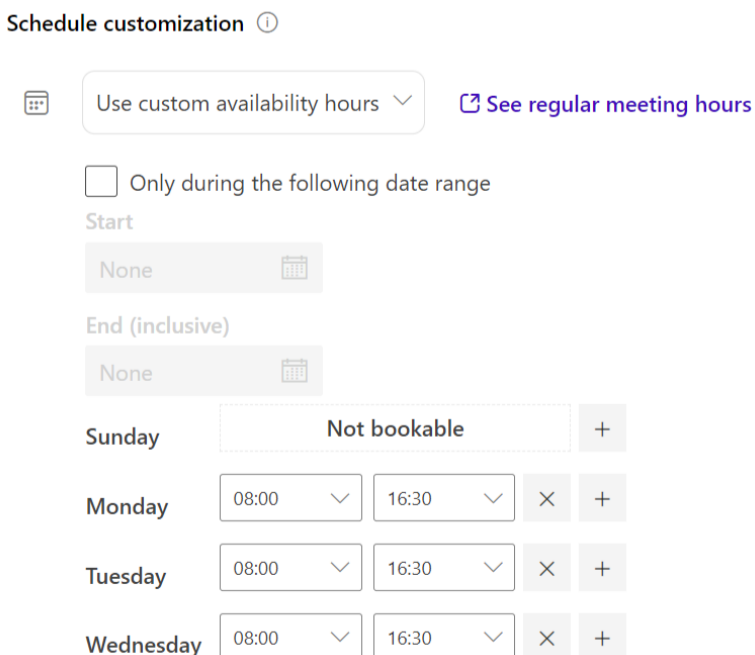 Schedule customization
Use custom availability hours
See regular meeting hours
Only during the following date range
Start
None
End (inclusive)
None
Sunday Not bookable +
Monday 08:00 16:30 × +
Tuesday 08:00 16:30 × +
Wednesday 08:00 16:30 × +